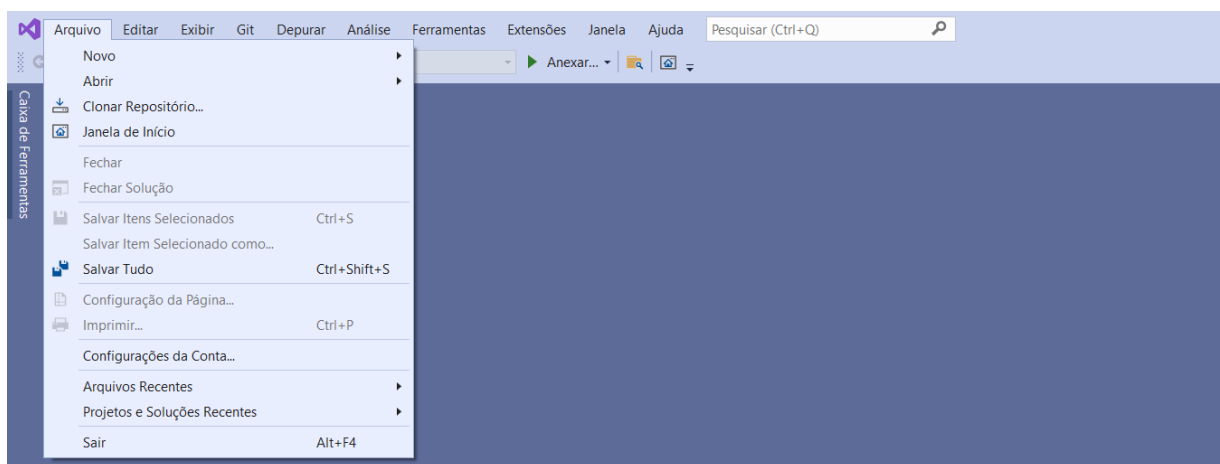 Arquivo Editar Exibir Git Depurar Análise Ferramentas Extensões Janela Ajuda Pesquisar (Ctrl+Q)
Anexar...
Caixa de Ferramentas
Novo
Abrir
Clonar Repositório...
Janela de Início
Fechar
Fechar Solução
Salvar Itens Selecionados Ctrl+S
Salvar Item Selecionado como...
Salvar Tudo Ctrl+Shift+S
Configuração da Página...
Imprimir... Ctrl+P
Configurações da Conta...
Arquivos Recentes
Projetos e Soluções Recentes
Sair Alt+F4